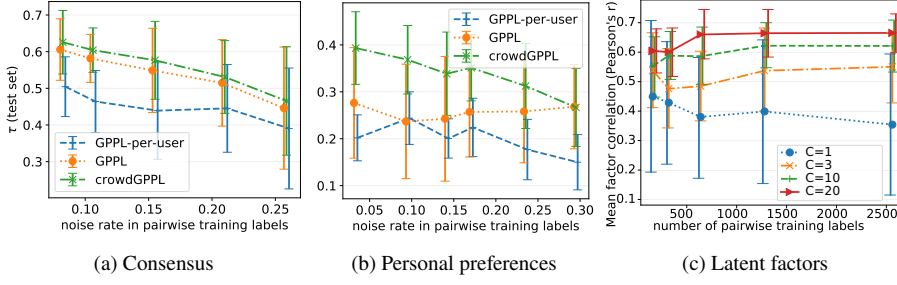 τ (test set)
0.6
0.5
0.4
0.3
0.10
0.15
0.20
0.25
noise rate in pairwise training labels
GPPL-per-user
GPPL
crowdGPPL
(a) Consensus
0.4
0.3
0.2
0.1
0.05
0.10
0.15
0.20
0.25
0.30
noise rate in pairwise training labels
GPPL-per-user
GPPL
crowdGPPL
(b) Personal preferences
Mean factor correlation (Pearson's r)
0.7
0.6
0.5
0.4
0.3
0.2
0.1
500
1000
1500
2000
2500
number of pairwise training labels
C=1
C=3
C=10
C=20
(c) Latent factors